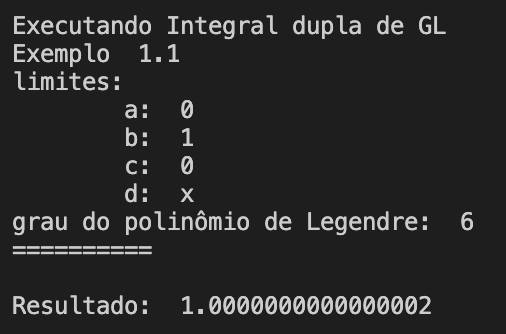 Executando Integral dupla de GL
Exemplo  1.1
limites:
        a:  0
        b:  1
        c:  0
        d:  x
grau do polinômio de Legendre:  6
==========

Resultado:  1.0000000000000002